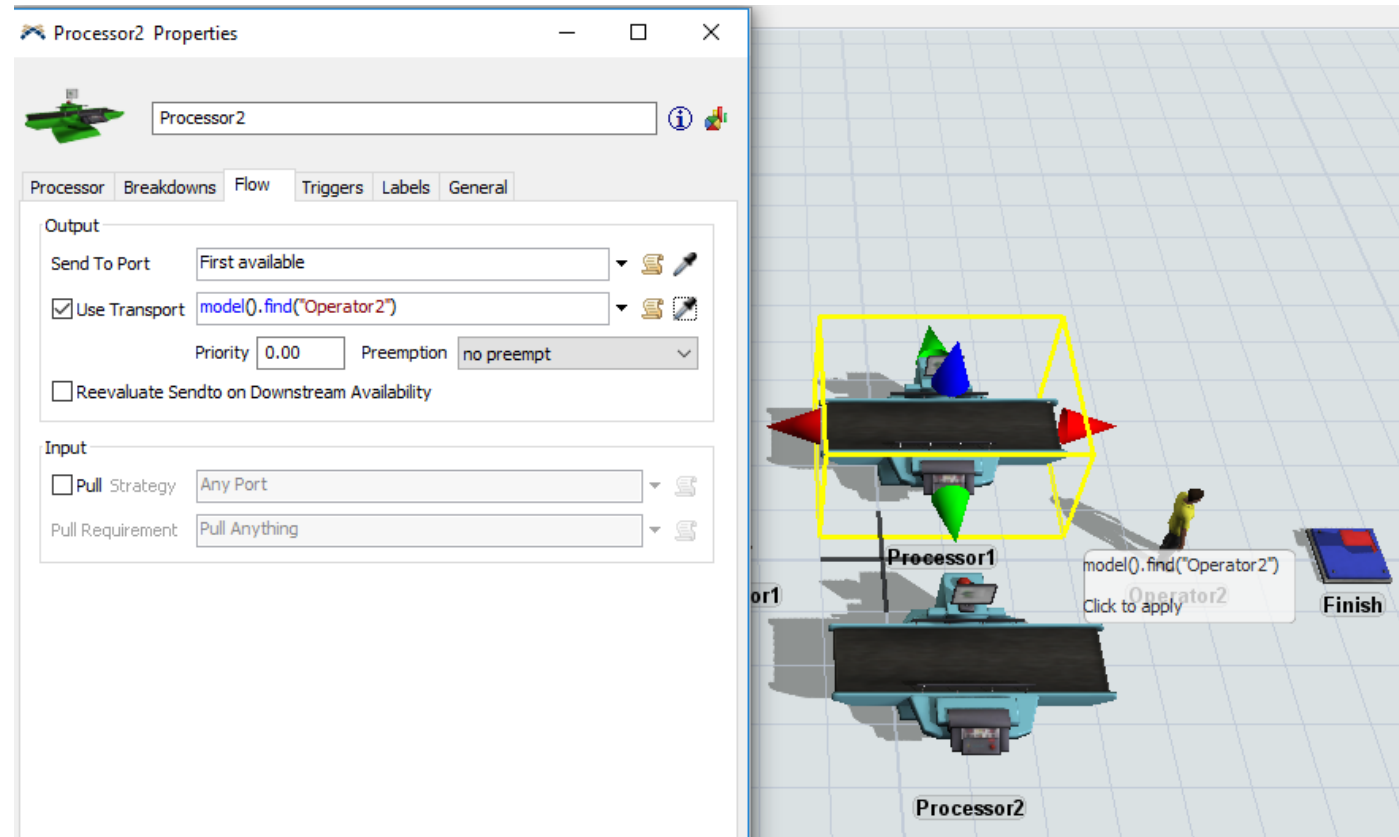 Processor2 Properties
Processor2
Processor Breakdowns Flow Triggers Labels General
Output
Send To Port First available
Use Transport model().find("Operator2")
Priority 0.00 Preemption no preempt
Reevaluate Sendto on Downstream Availability
Input
Pull Strategy Any Port
Pull Requirement Pull Anything
Processor1
model().find("Operator2")
or1
Operator2
Click to apply
Finish
Processor2